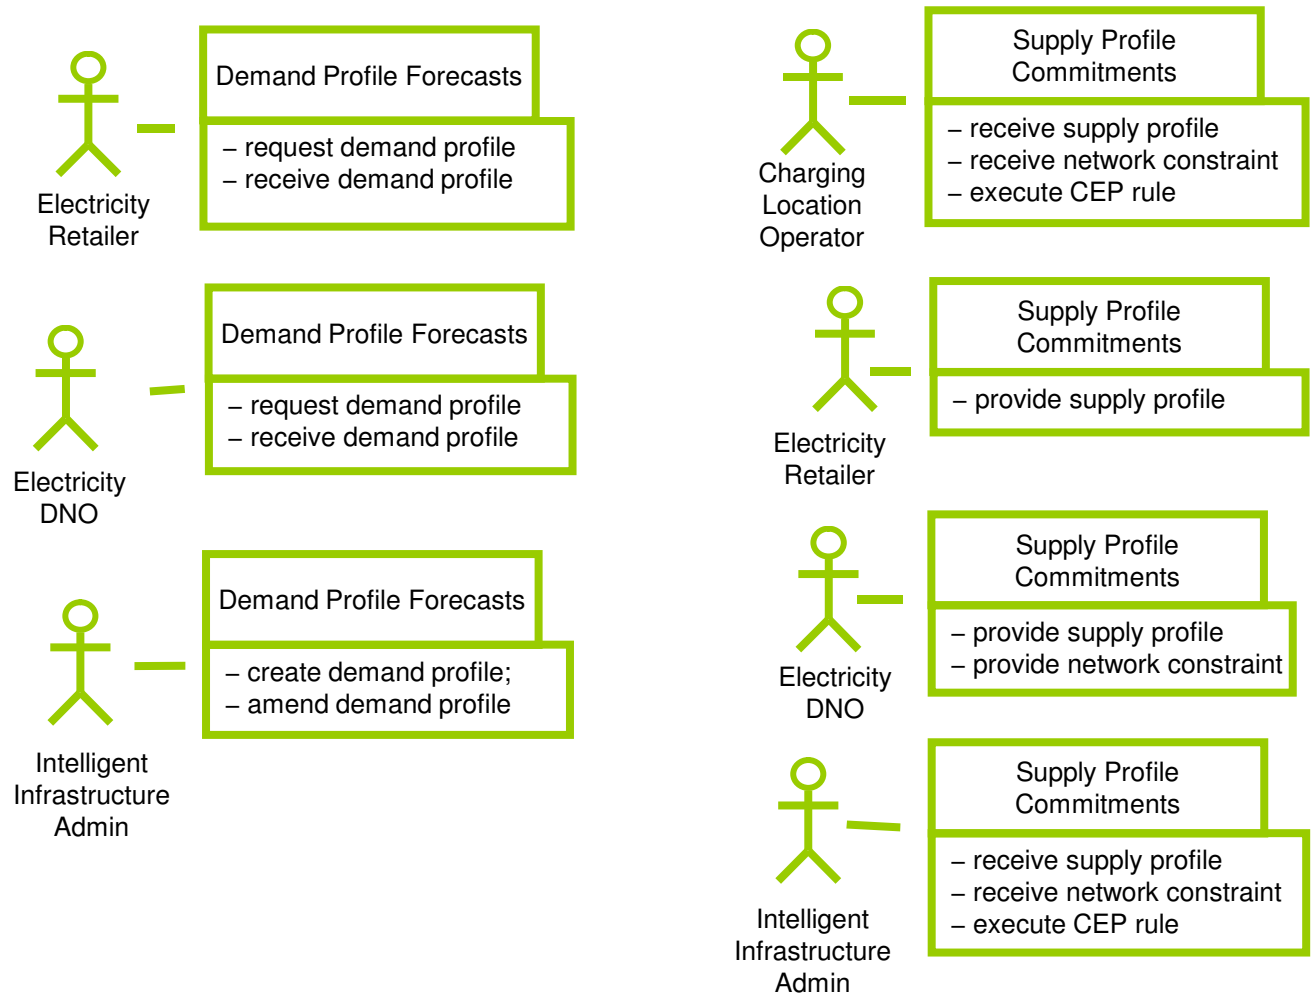 Demand Profile Forecasts
– request demand profile
– receive demand profile
Electricity
Retailer
Demand Profile Forecasts
– request demand profile
– receive demand profile
Electricity
DNO
Demand Profile Forecasts
– create demand profile;
– amend demand profile
Intelligent
Infrastructure
Admin
Supply Profile
Commitments
– receive supply profile
– receive network constraint
– execute CEP rule
Charging
Location
Operator
Supply Profile
Commitments
– provide supply profile
Electricity
Retailer
Supply Profile
Commitments
– provide supply profile
– provide network constraint
Electricity
DNO
Supply Profile
Commitments
– receive supply profile
– receive network constraint
– execute CEP rule
Intelligent
Infrastructure
Admin